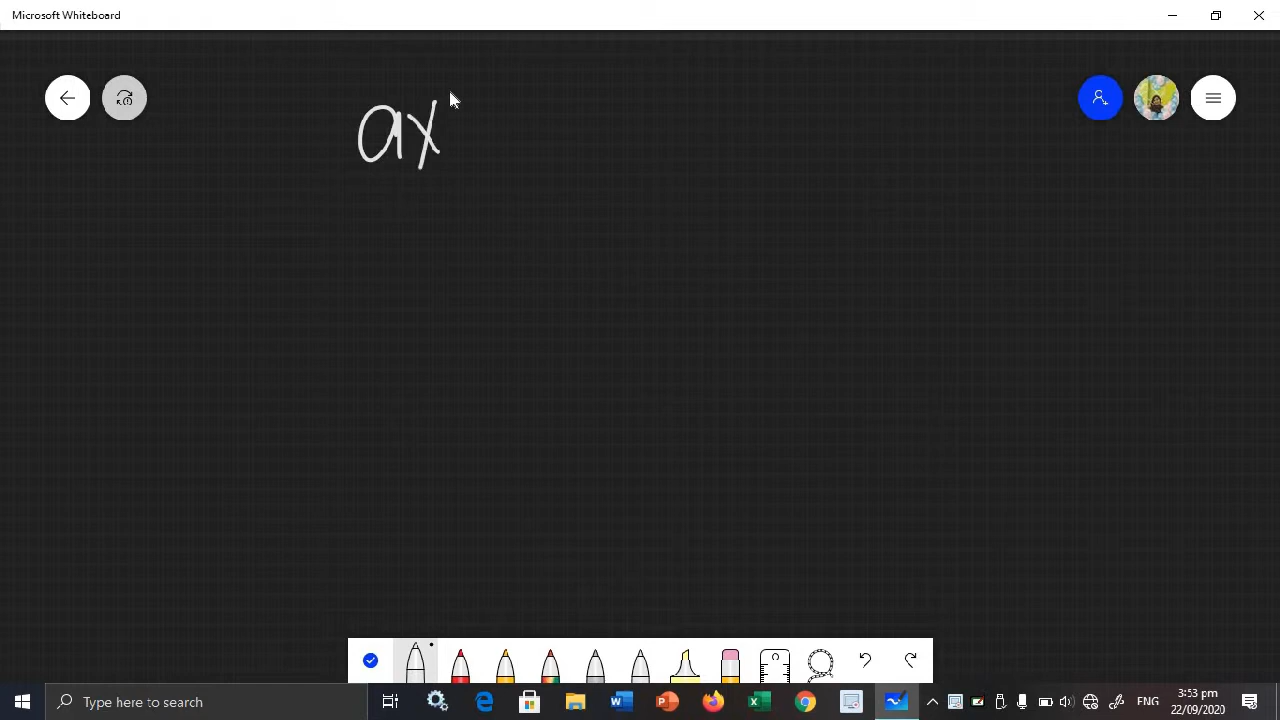 Microsoft Whiteboard
ax
Type here to search
ENG
3:53 pm
22/09/2020